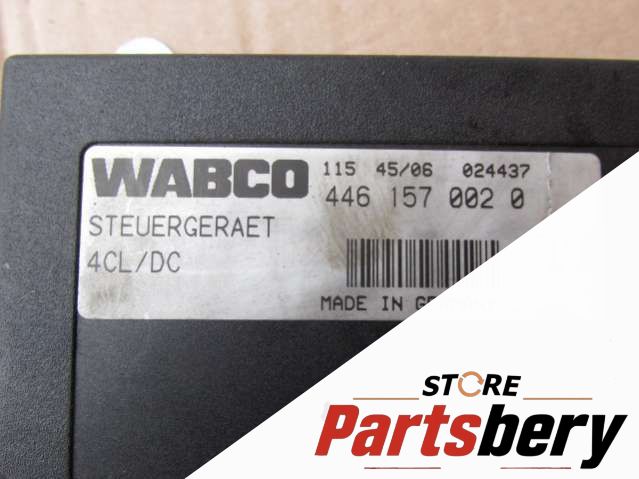 WABCO
115 45/06 024437
446 157 002 0
STEUERGERAET
4CL/DC
MADE IN
STORE
Partsbery